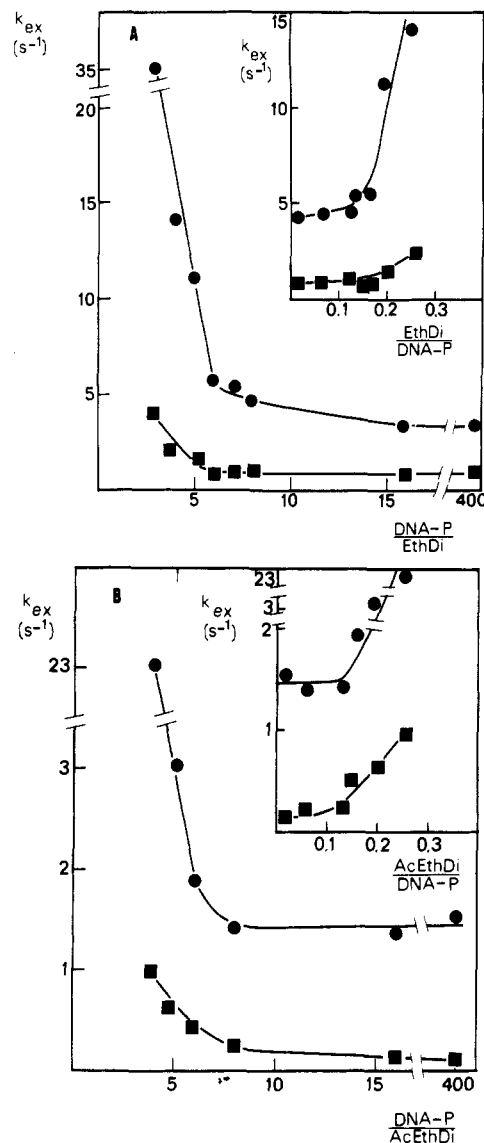 A
k_ex
(s⁻¹)
35
20
15
10
5
5
10
15
400
DNA-P
EthDi
k_ex
(s⁻¹)
15
10
5
0.1
0.2
0.3
EthDi
DNA-P
B
k_ex
(s⁻¹)
23
3
2
1
5
10
15
400
DNA-P
AcEthDi
k_ex
(s⁻¹)
23
3
2
1
0.1
0.2
0.3
AcEthDi
DNA-P